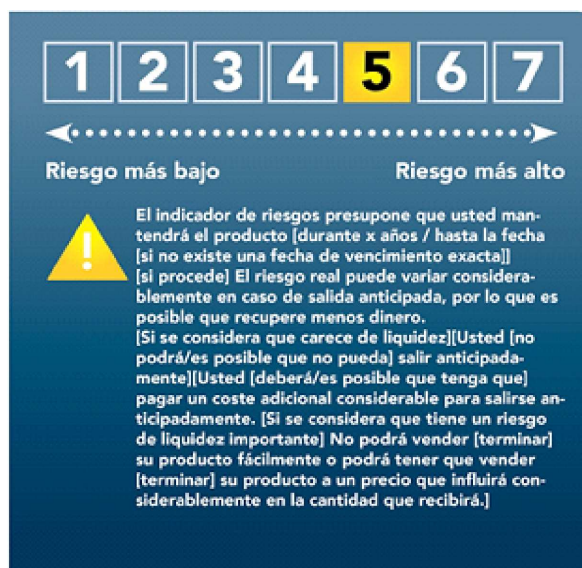 1 2 3 4 5 6 7
Riesgo más bajo Riesgo más alto
El indicador de riesgos presupone que usted man-
tendrá el producto [durante x años / hasta la fecha
[si no existe una fecha de vencimiento exacta]]
[si procede] El riesgo real puede variar considera-
blemente en caso de salida anticipada, por lo que es
posible que recupere menos dinero.
[Si se considera que carece de liquidez][Usted [no
podrá/es posible que no pueda] salir anticipada-
mente][Usted [deberá/es posible que tenga que]
pagar un coste adicional considerable para salirse an-
ticipadamente. [Si se considera que tiene un riesgo
de liquidez importante] No podrá vender [terminar]
su producto fácilmente o podrá tener que vender
[terminar] su producto a un precio que influirá con-
siderablemente en la cantidad que recibirá.]